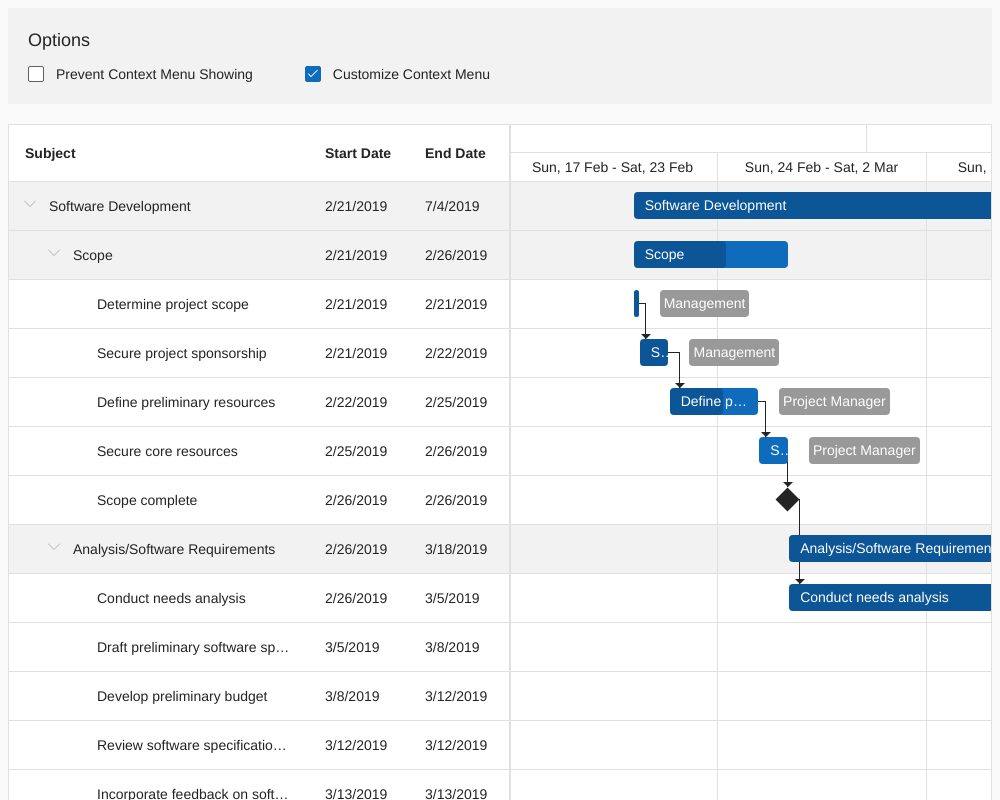 Options
Prevent Context Menu Showing Customize Context Menu
Subject Start Date End Date
Sun, 17 Feb - Sat, 23 Feb Sun, 24 Feb - Sat, 2 Mar Sun,
Software Development 2/21/2019 7/4/2019 Software Development
Scope 2/21/2019 2/26/2019 Scope
Determine project scope 2/21/2019 2/21/2019 Management
Secure project sponsorship 2/21/2019 2/22/2019 S... Management
Define preliminary resources 2/22/2019 2/25/2019 Define p… Project Manager
Secure core resources 2/25/2019 2/26/2019 S... Project Manager
Scope complete 2/26/2019 2/26/2019
Analysis/Software Requirements 2/26/2019 3/18/2019 Analysis/Software Requiremen
Conduct needs analysis 2/26/2019 3/5/2019 Conduct needs analysis
Draft preliminary software sp… 3/5/2019 3/8/2019
Develop preliminary budget 3/8/2019 3/12/2019
Review software specificatio… 3/12/2019 3/12/2019
Incorporate feedback on soft… 3/13/2019 3/13/2019